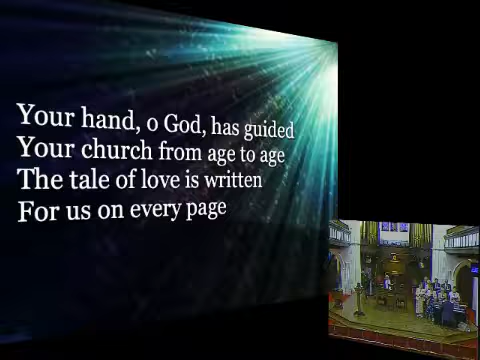 Your hand, o God, has guided
Your church from age to age
The tale of love is written
For us on every page